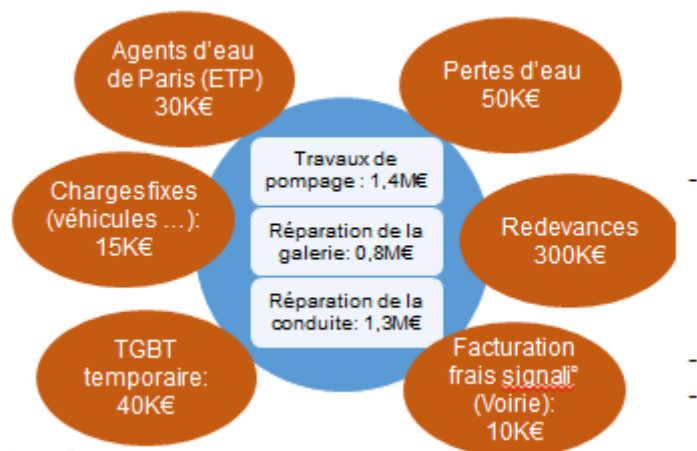 Agents d'eau
de Paris (ETP)
30K€
Pertes d'eau
50K€
Travaux de
pompage : 1,4M€
Chargesfixes
(véhicules ...):
15K€
Réparation de la
galerie: 0,8M€
Redevances
300K€
Réparation de la
conduite: 1,3M€
TGBT
temporaire:
40K€
Facturation
frais signali°
(Voirie):
10K€
-
-
-